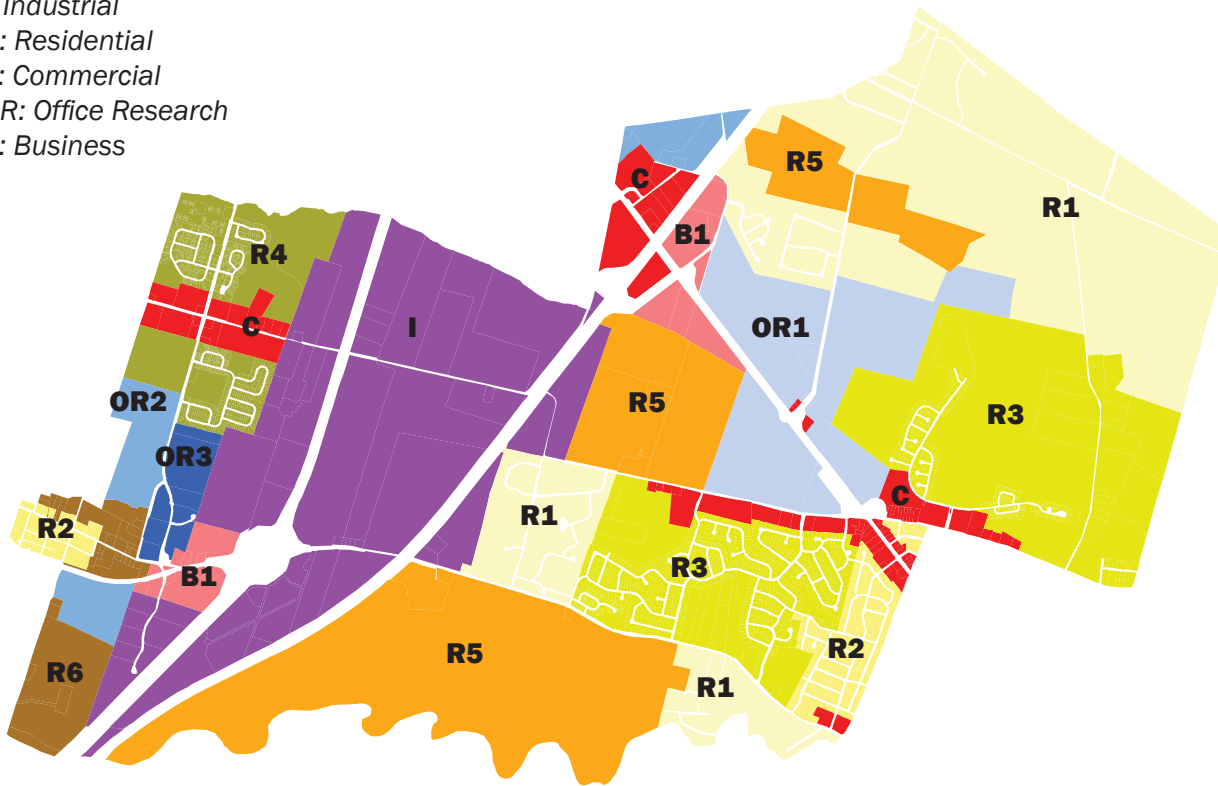 Industrial
: Residential
: Commercial
R: Office Research
: Business
R5
C
R1
B1
R4
C
I
OR1
OR2
R5
R3
OR3
C
R1
R2
R3
B1
R2
R5
R6
R1